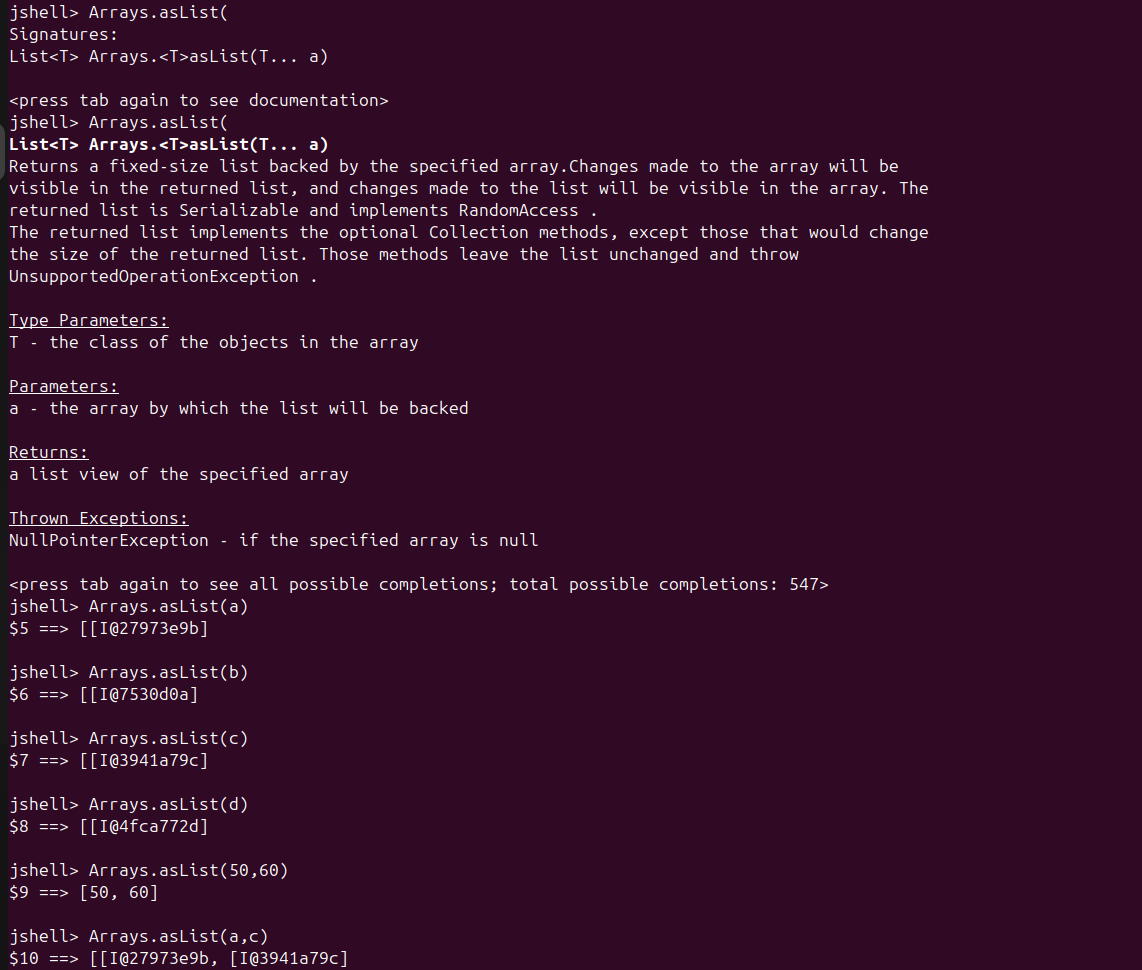 jshell> Arrays.asList(
Signatures:
List<T> Arrays.<T>asList(T... a)
<press tab again to see documentation>
jshell> Arrays.asList(
List<T> Arrays.<T>asList(T... a)
Returns a fixed-size list backed by the specified array.Changes made to the array will be
visible in the returned list, and changes made to the list will be visible in the array. The
returned list is Serializable and implements RandomAccess .
The returned list implements the optional Collection methods, except those that would change
the size of the returned list. Those methods leave the list unchanged and throw
UnsupportedOperationException .
Type Parameters:
T - the class of the objects in the array
Parameters:
a - the array by which the list will be backed
Returns:
a list view of the specified array
Thrown Exceptions:
NullPointerException - if the specified array is null
<press tab again to see all possible completions; total possible completions: 547>
jshell> Arrays.asList(a)
$5 ==> [[I@27973e9b]
jshell> Arrays.asList(b)
$6 ==> [[I@7530d0a]
jshell> Arrays.asList(c)
$7 ==> [[I@3941a79c]
jshell> Arrays.asList(d)
$8 ==> [[I@4fca772d]
jshell> Arrays.asList(50,60)
$9 ==> [50, 60]
jshell> Arrays.asList(a,c)
$10 ==> [[I@27973e9b, [I@3941a79c]